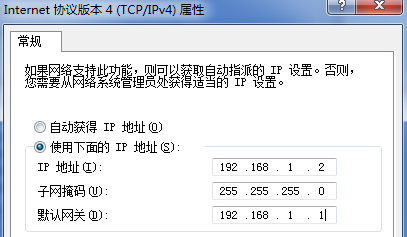 Internet 协议版本 4 (TCP/IPv4) 属性
常规
如果网络支持此功能，则可以获取自动指派的 IP 设置。否则，
您需要从网络系统管理员处获得适当的 IP 设置。
自动获得 IP 地址(O)
使用下面的 IP 地址(S):
IP 地址(I): 192 .168 . 1 . 2
子网掩码(U): 255 .255 .255 . 0
默认网关(D): 192 .168 . 1 . 1